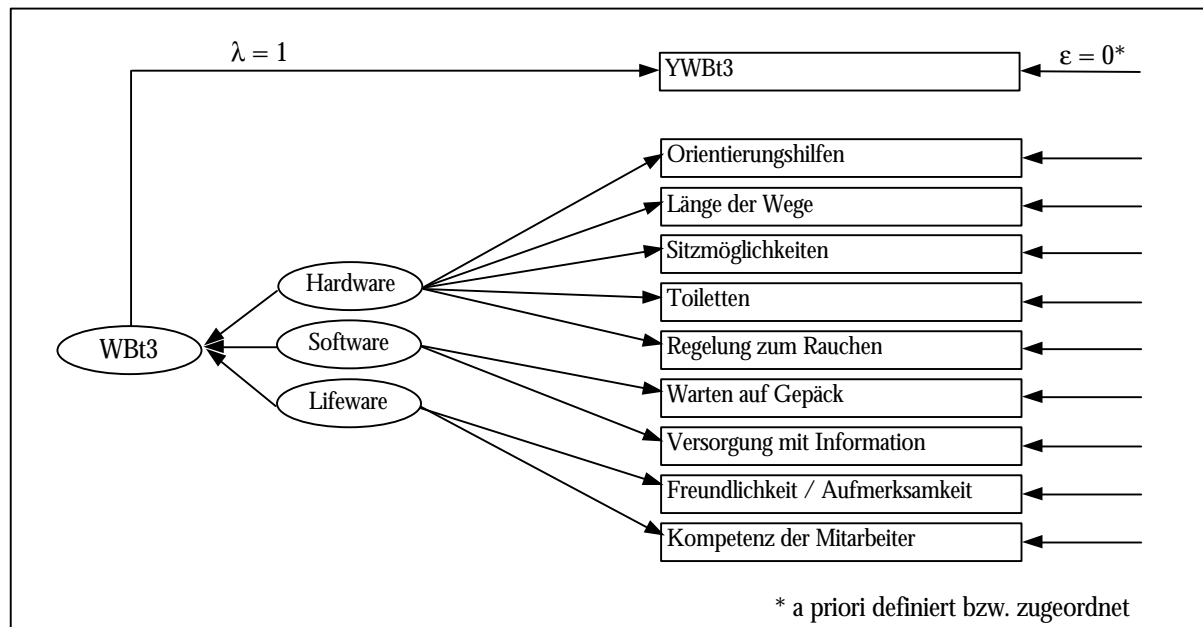 λ = 1
YWBt3
ε = 0*
Orientierungshilfen
Länge der Wege
Sitzmöglichkeiten
Hardware
Toiletten
Regelung zum Rauchen
WBt3
Software
Lifeware
Warten auf Gepäck
Versorgung mit Information
Freundlichkeit / Aufmerksamkeit
Kompetenz der Mitarbeiter
* a priori definiert bzw. zugeordnet